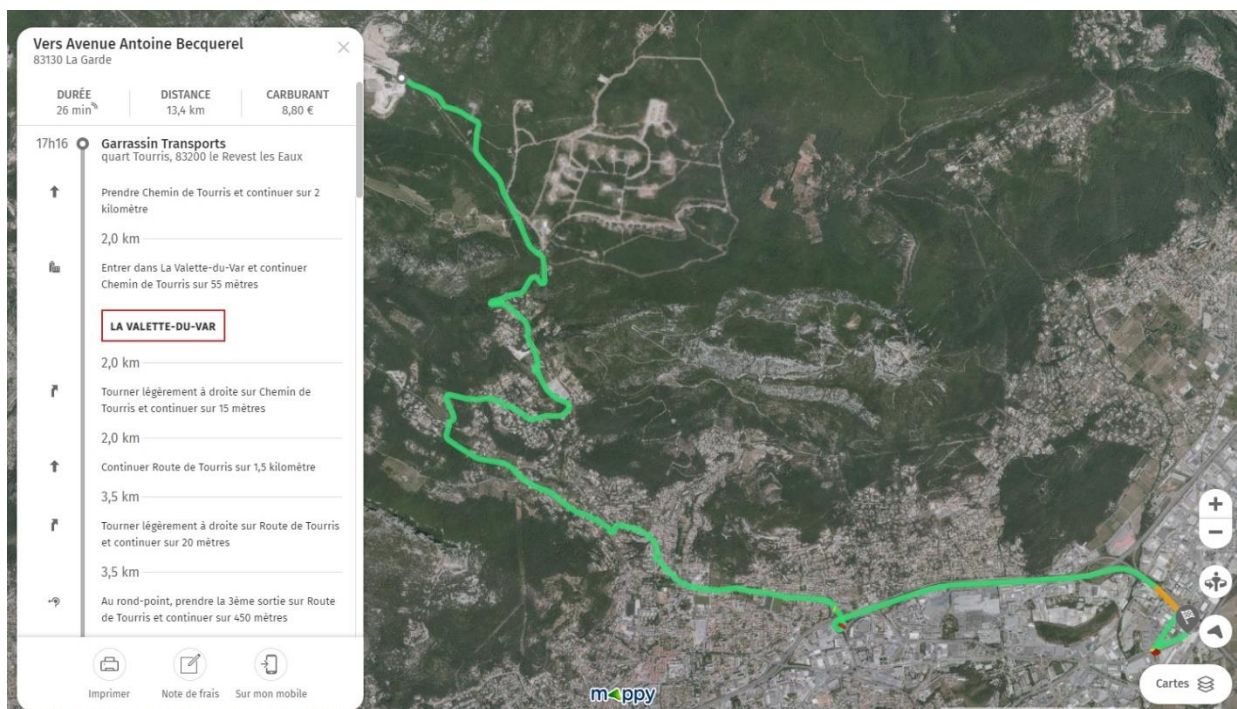 Vers Avenue Antoine Becquerel
83130 La Garde
DURÉE
26 min
DISTANCE
13,4 km
CARBURANT
8,80 €
17h16
Garrassin Transports
quart Tourris, 83200 le Revest les Eaux
Prendre Chemin de Tourris et continuer sur 2
kilomètre
2,0 km
Entrer dans La Valette-du-Var et continuer
Chemin de Tourris sur 55 mètres
LA VALETTE-DU-VAR
2,0 km
Tourner légèrement à droite sur Chemin de
Tourris et continuer sur 15 mètres
2,0 km
Continuer Route de Tourris sur 1,5 kilomètre
3,5 km
Tourner légèrement à droite sur Route de Tourris
et continuer sur 20 mètres
3,5 km
Au rond-point, prendre la 3ème sortie sur Route
de Tourris et continuer sur 450 mètres
Imprimer
Note de frais
Sur mon mobile
mappy
Cartes